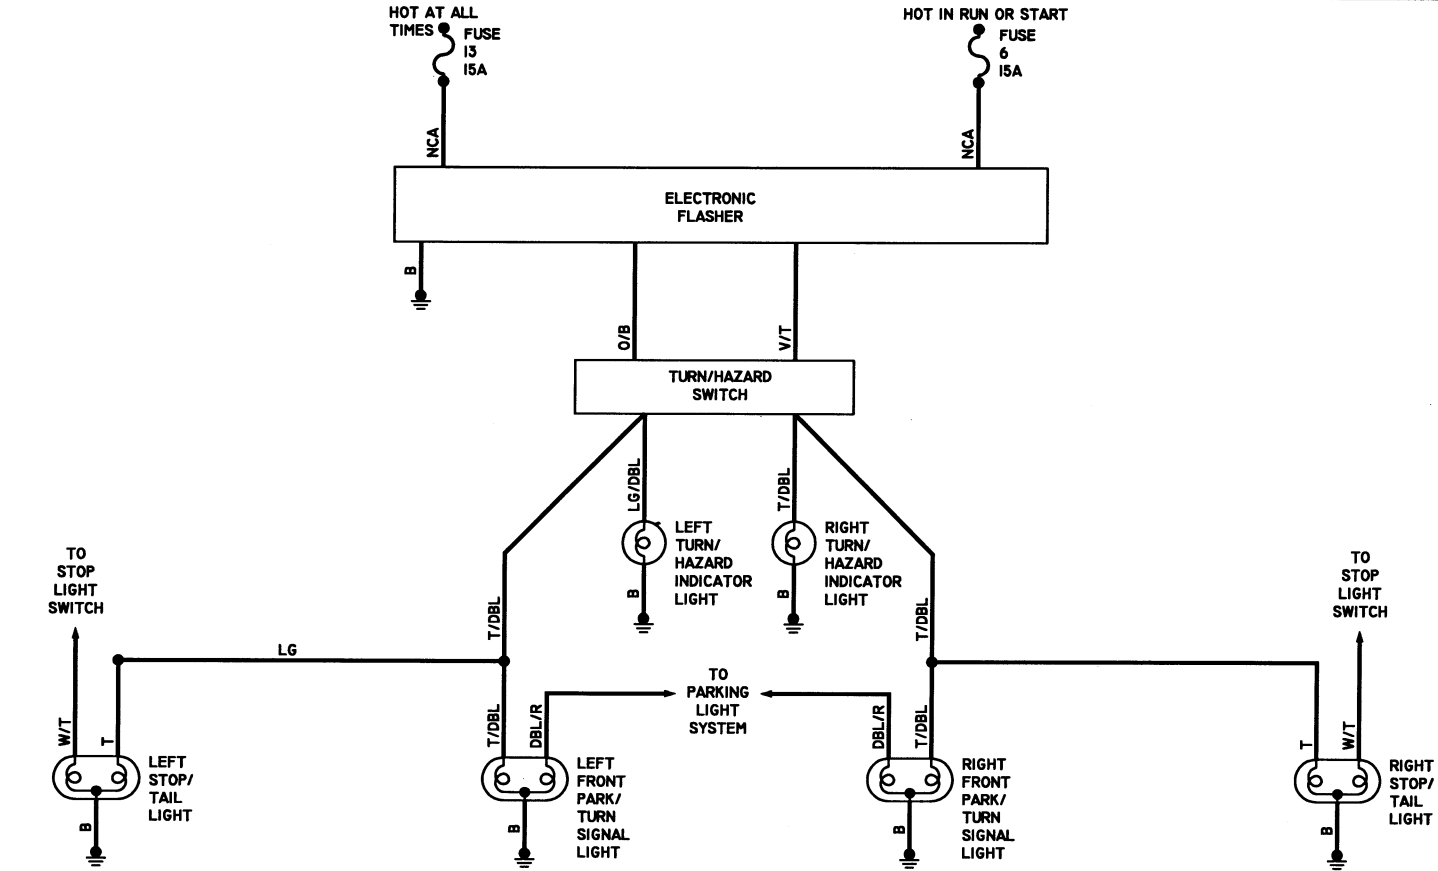 HOT AT ALL
TIMES
FUSE
13
15A
HOT IN RUN OR START
FUSE
6
15A
NCA
NCA
ELECTRONIC
FLASHER
B
O/B
V/T
TURN/HAZARD
SWITCH
LG/DBL
T/DBL
LEFT
TURN/
HAZARD
INDICATOR
LIGHT
RIGHT
TURN/
HAZARD
INDICATOR
LIGHT
B
B
TO
STOP
LIGHT
SWITCH
TO
STOP
LIGHT
SWITCH
T/DBL
T/DBL
LG
TO
PARKING
LIGHT
SYSTEM
W/T
T
T/DBL
DBL/R
DBL/R
T/DBL
T
W/T
LEFT
STOP/
TAIL
LIGHT
LEFT
FRONT
PARK/
TURN
SIGNAL
LIGHT
RIGHT
FRONT
PARK/
TURN
SIGNAL
LIGHT
RIGHT
STOP/
TAIL
LIGHT
B
B
B
B